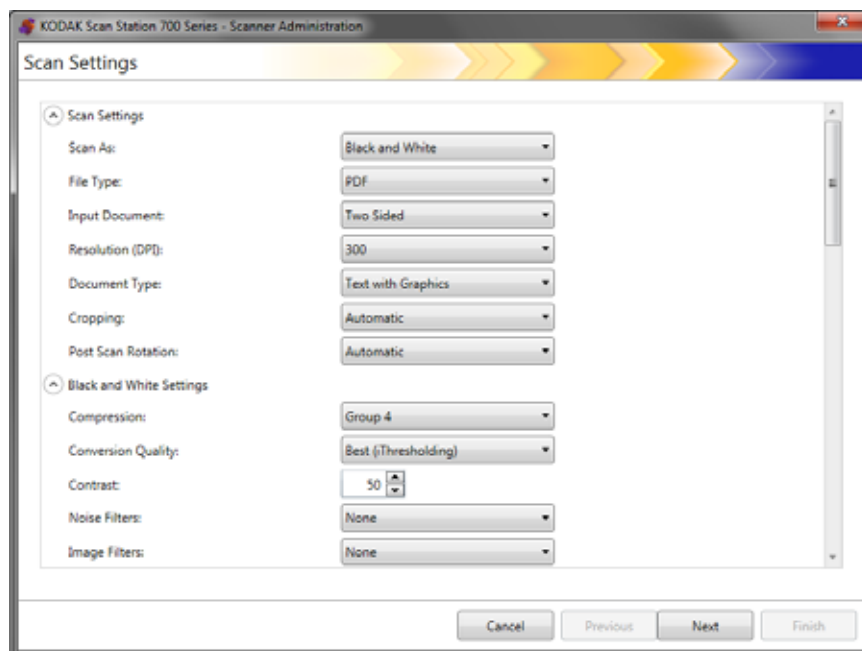 KODAK Scan Station 700 Series - Scanner Administration
Scan Settings
Scan Settings
Scan As: Black and White
File Type: PDF
Input Document: Two Sided
Resolution (DPI): 300
Document Type: Text with Graphics
Cropping: Automatic
Post Scan Rotation: Automatic
Black and White Settings
Compression: Group 4
Conversion Quality: Best (iThresholding)
Contrast: 50
Noise Filters: None
Image Filters: None
Cancel Previous Next Finish